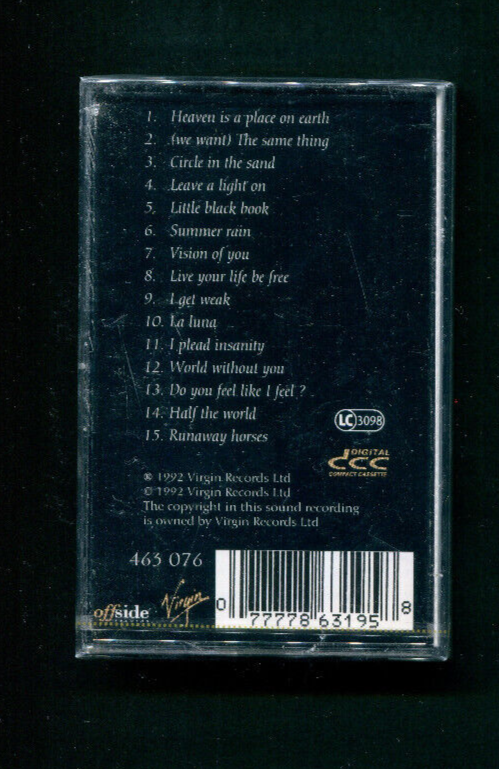 1. Heaven is a place on earth
2. (we want) The same thing
3. Circle in the sand
4. Leave a light on
5. Little black book
6. Summer rain
7. Vision of you
8. Live your life be free
9. I get weak
10. La luna
11. I plead insanity
12. World without you
13. Do you feel like I feel ?
14. Half the world
15. Runaway horses
LC 3098
DIGITAL
dcc
COMPACT CASSETTE
℗ 1992 Virgin Records Ltd
© 1992 Virgin Records Ltd
The copyright in this sound recording
is owned by Virgin Records Ltd
463 076
offside Virgin
0 77778 63195 8